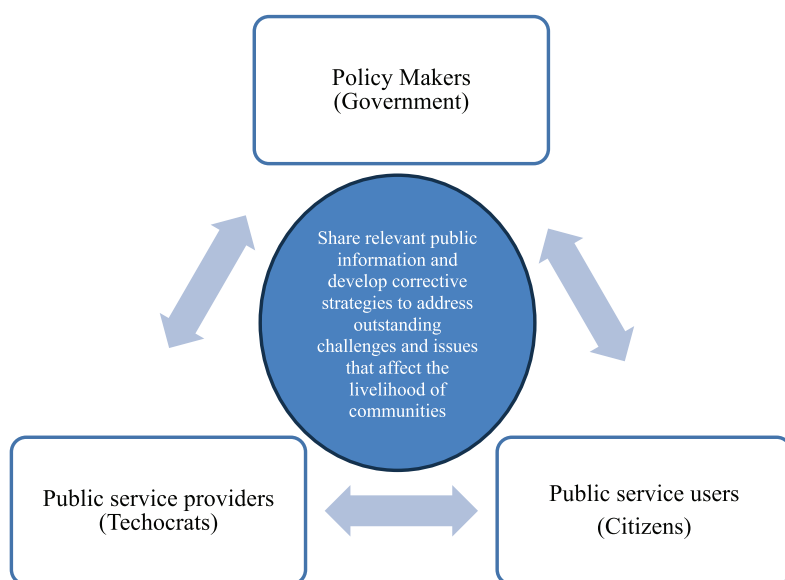 Policy Makers
(Government)
Share relevant public
information and
develop corrective
strategies to address
outstanding
challenges and issues
that affect the
livelihood of
communities
Public service providers
(Techocrats)
Public service users
(Citizens)